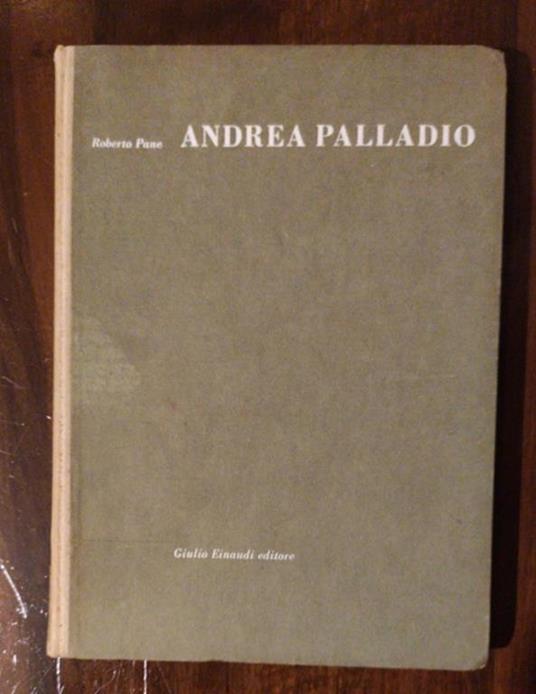 Roberto Pane ANDREA PALLADIO
Giulio Einaudi editore